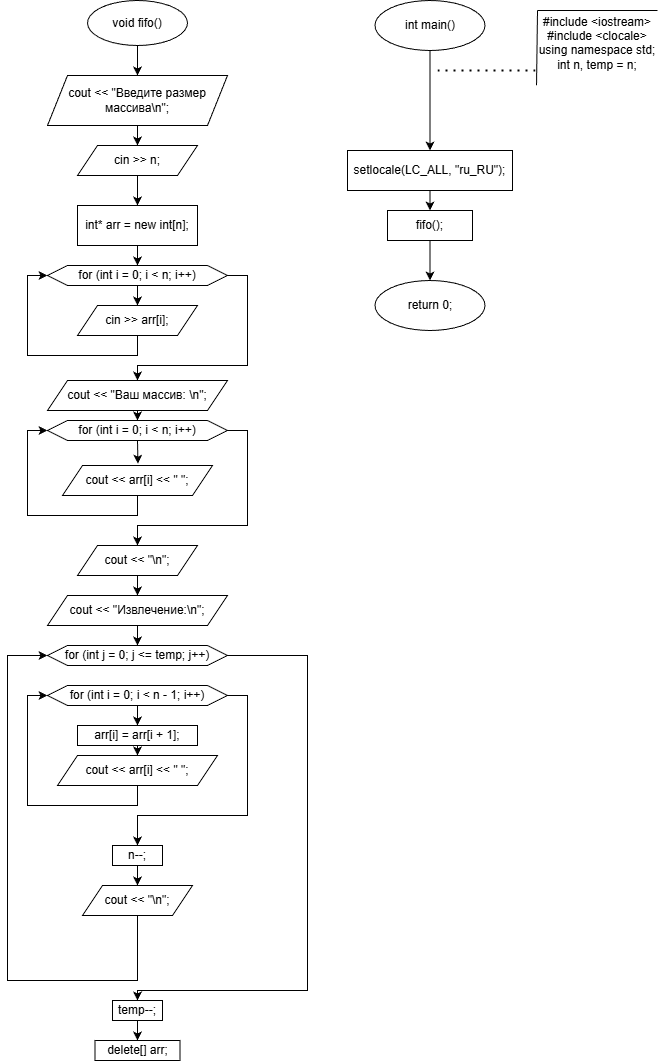 void fifo()
cout << "Введите размер
массива\n";
cin >> n;
int* arr = new int[n];
for (int i = 0; i < n; i++)
cin >> arr[i];
cout << "Ваш массив: \n";
for (int i = 0; i < n; i++)
cout << arr[i] << " ";
cout << "\n";
cout << "Извлечение:\n";
for (int j = 0; j <= temp; j++)
for (int i = 0; i < n - 1; i++)
arr[i] = arr[i + 1];
cout << arr[i] << " ";
n--;
cout << "\n";
temp--;
delete[] arr;
int main()
#include <iostream>
#include <clocale>
using namespace std;
int n, temp = n;
setlocale(LC_ALL, "ru_RU");
fifo();
return 0;